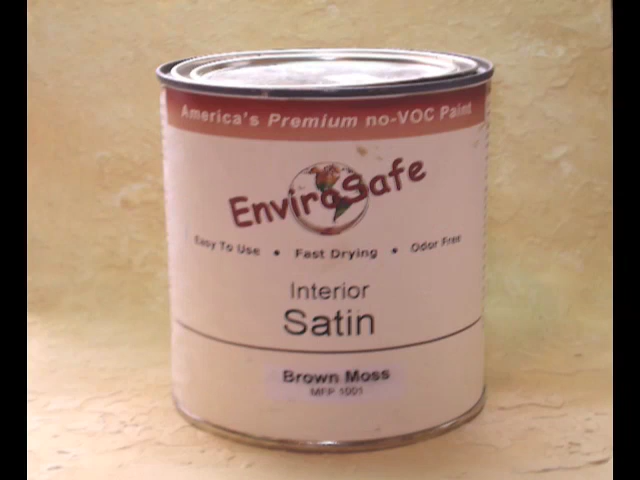 America's Premium no-VOC Paint
EnviroSafe
Easy To Use • Fast Drying • Odor Free
Interior
Satin
Brown Moss
MFP 1001